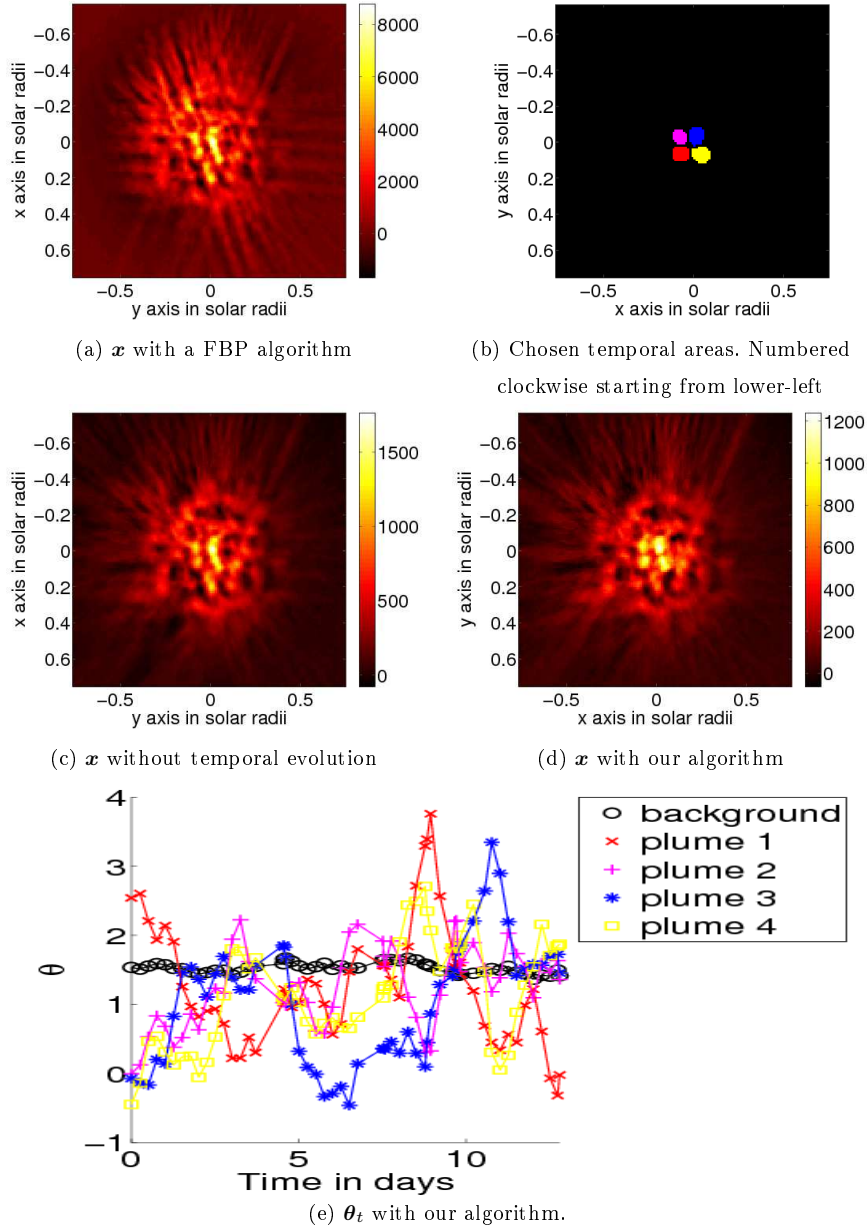 −0.6
−0.4
−0.2
0
0.2
0.4
0.6
x axis in solar radii
−0.5 0 0.5
y axis in solar radii
8000
6000
4000
2000
0
(a) x with a FBP algorithm
−0.6
−0.4
−0.2
0
0.2
0.4
0.6
y axis in solar radii
−0.5 0 0.5
x axis in solar radii
(b) Chosen temporal areas. Numbered
clockwise starting from lower-left
−0.6
−0.4
−0.2
0
0.2
0.4
0.6
x axis in solar radii
−0.5 0 0.5
y axis in solar radii
1500
1000
500
0
(c) x without temporal evolution
−0.6
−0.4
−0.2
0
0.2
0.4
0.6
y axis in solar radii
−0.5 0 0.5
x axis in solar radii
1200
1000
800
600
400
200
0
(d) x with our algorithm
4
3
2
1
0
−1
θ
0 5 10
Time in days
background
plume 1
plume 2
plume 3
plume 4
(e) θt with our algorithm.